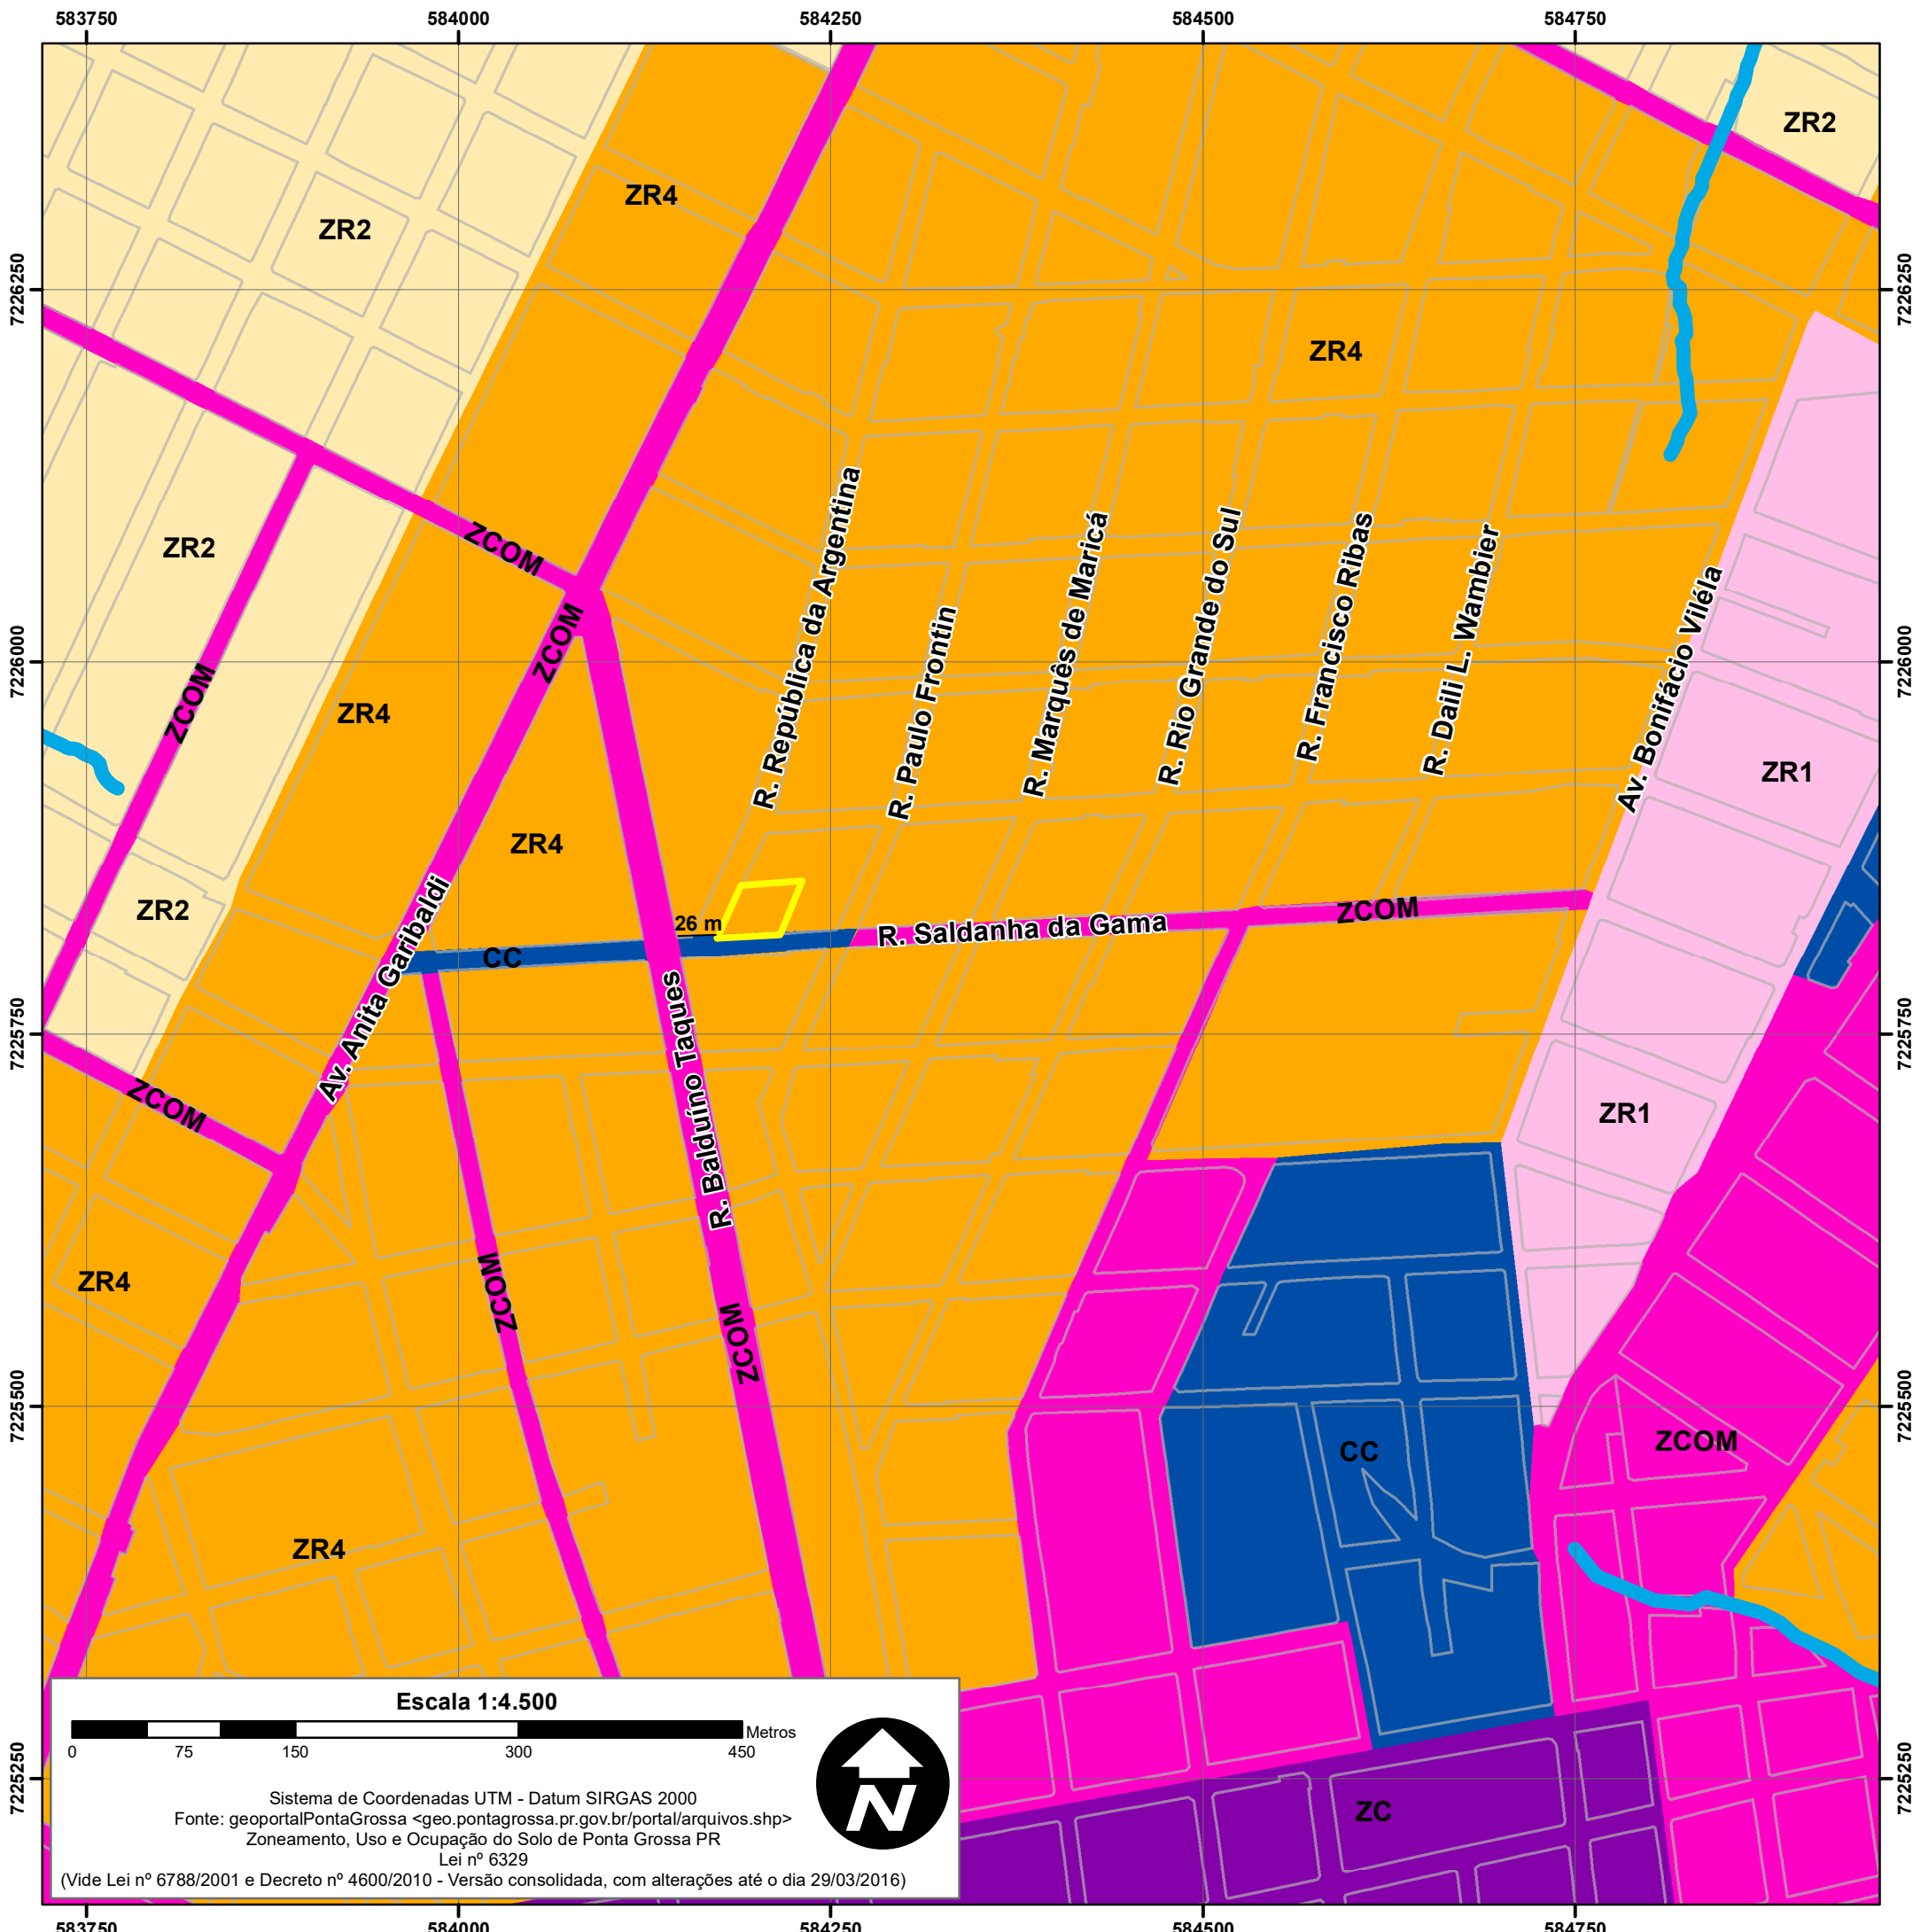 583750
584000
584250
584500
584750
ZR2
ZR4
ZR2
7226250
7226250
ZR4
R. República da Argentina
R. Paulo Frontin
R. Marquês de Maricá
R. Rio Grande do Sul
R. Francisco Ribas
R. Daili L. Wambier
Av. Bonifácio Viléla
ZCOM
ZR2
ZCOM
ZCOM
7226000
7226000
ZR4
ZR1
ZR4
ZR2
26 m
R. Saldanha da Gama
ZCOM
CC
Av. Anita Garibaldi
R. Balduíno Taques
7225750
7225750
ZCOM
ZR1
ZR4
ZCOM
ZCOM
7225500
7225500
CC
ZCOM
ZR4
ZC
7225250
7225250
Escala 1:4.500
Metros
0
75
150
300
450
N
Sistema de Coordenadas UTM - Datum SIRGAS 2000
Fonte: geoportalPontaGrossa <geo.pontagrossa.pr.gov.br/portal/arquivos.shp>
Zoneamento, Uso e Ocupação do Solo de Ponta Grossa PR
Lei nº 6329
(Vide Lei nº 6788/2001 e Decreto nº 4600/2010 - Versão consolidada, com alterações até o dia 29/03/2016)
583750
584000
584250
584500
584750